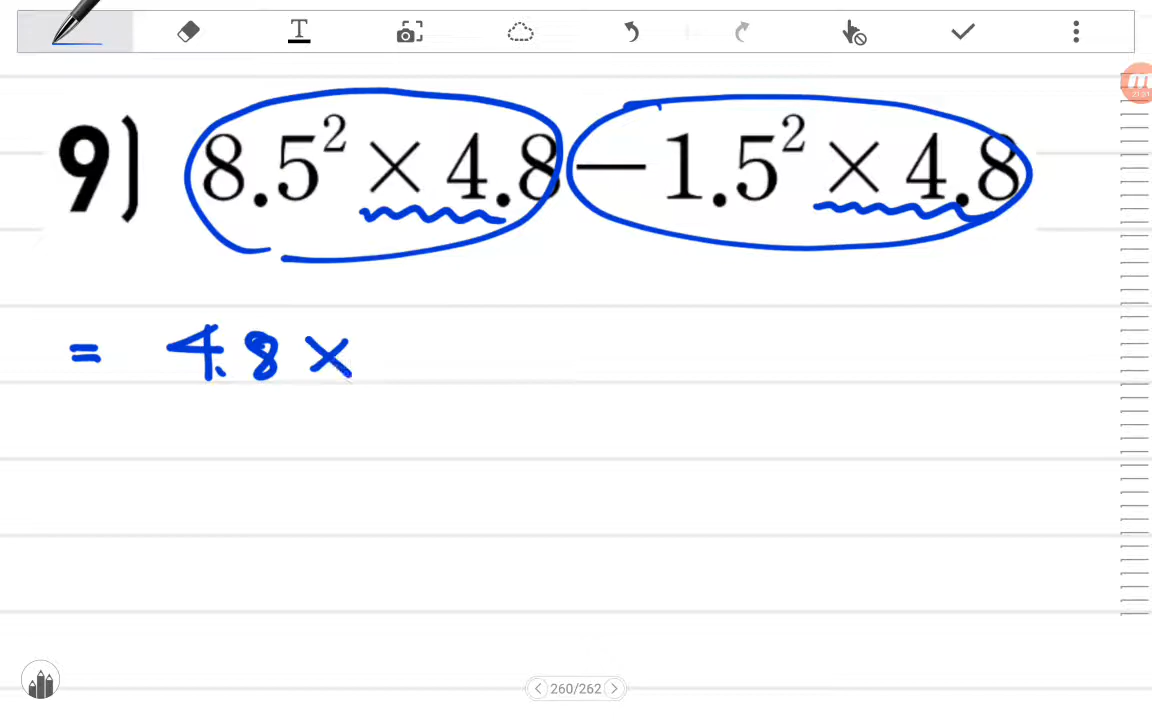 T
9) 8.5² × 4.8 − 1.5² × 4.8
= 4.8 ×
260/262